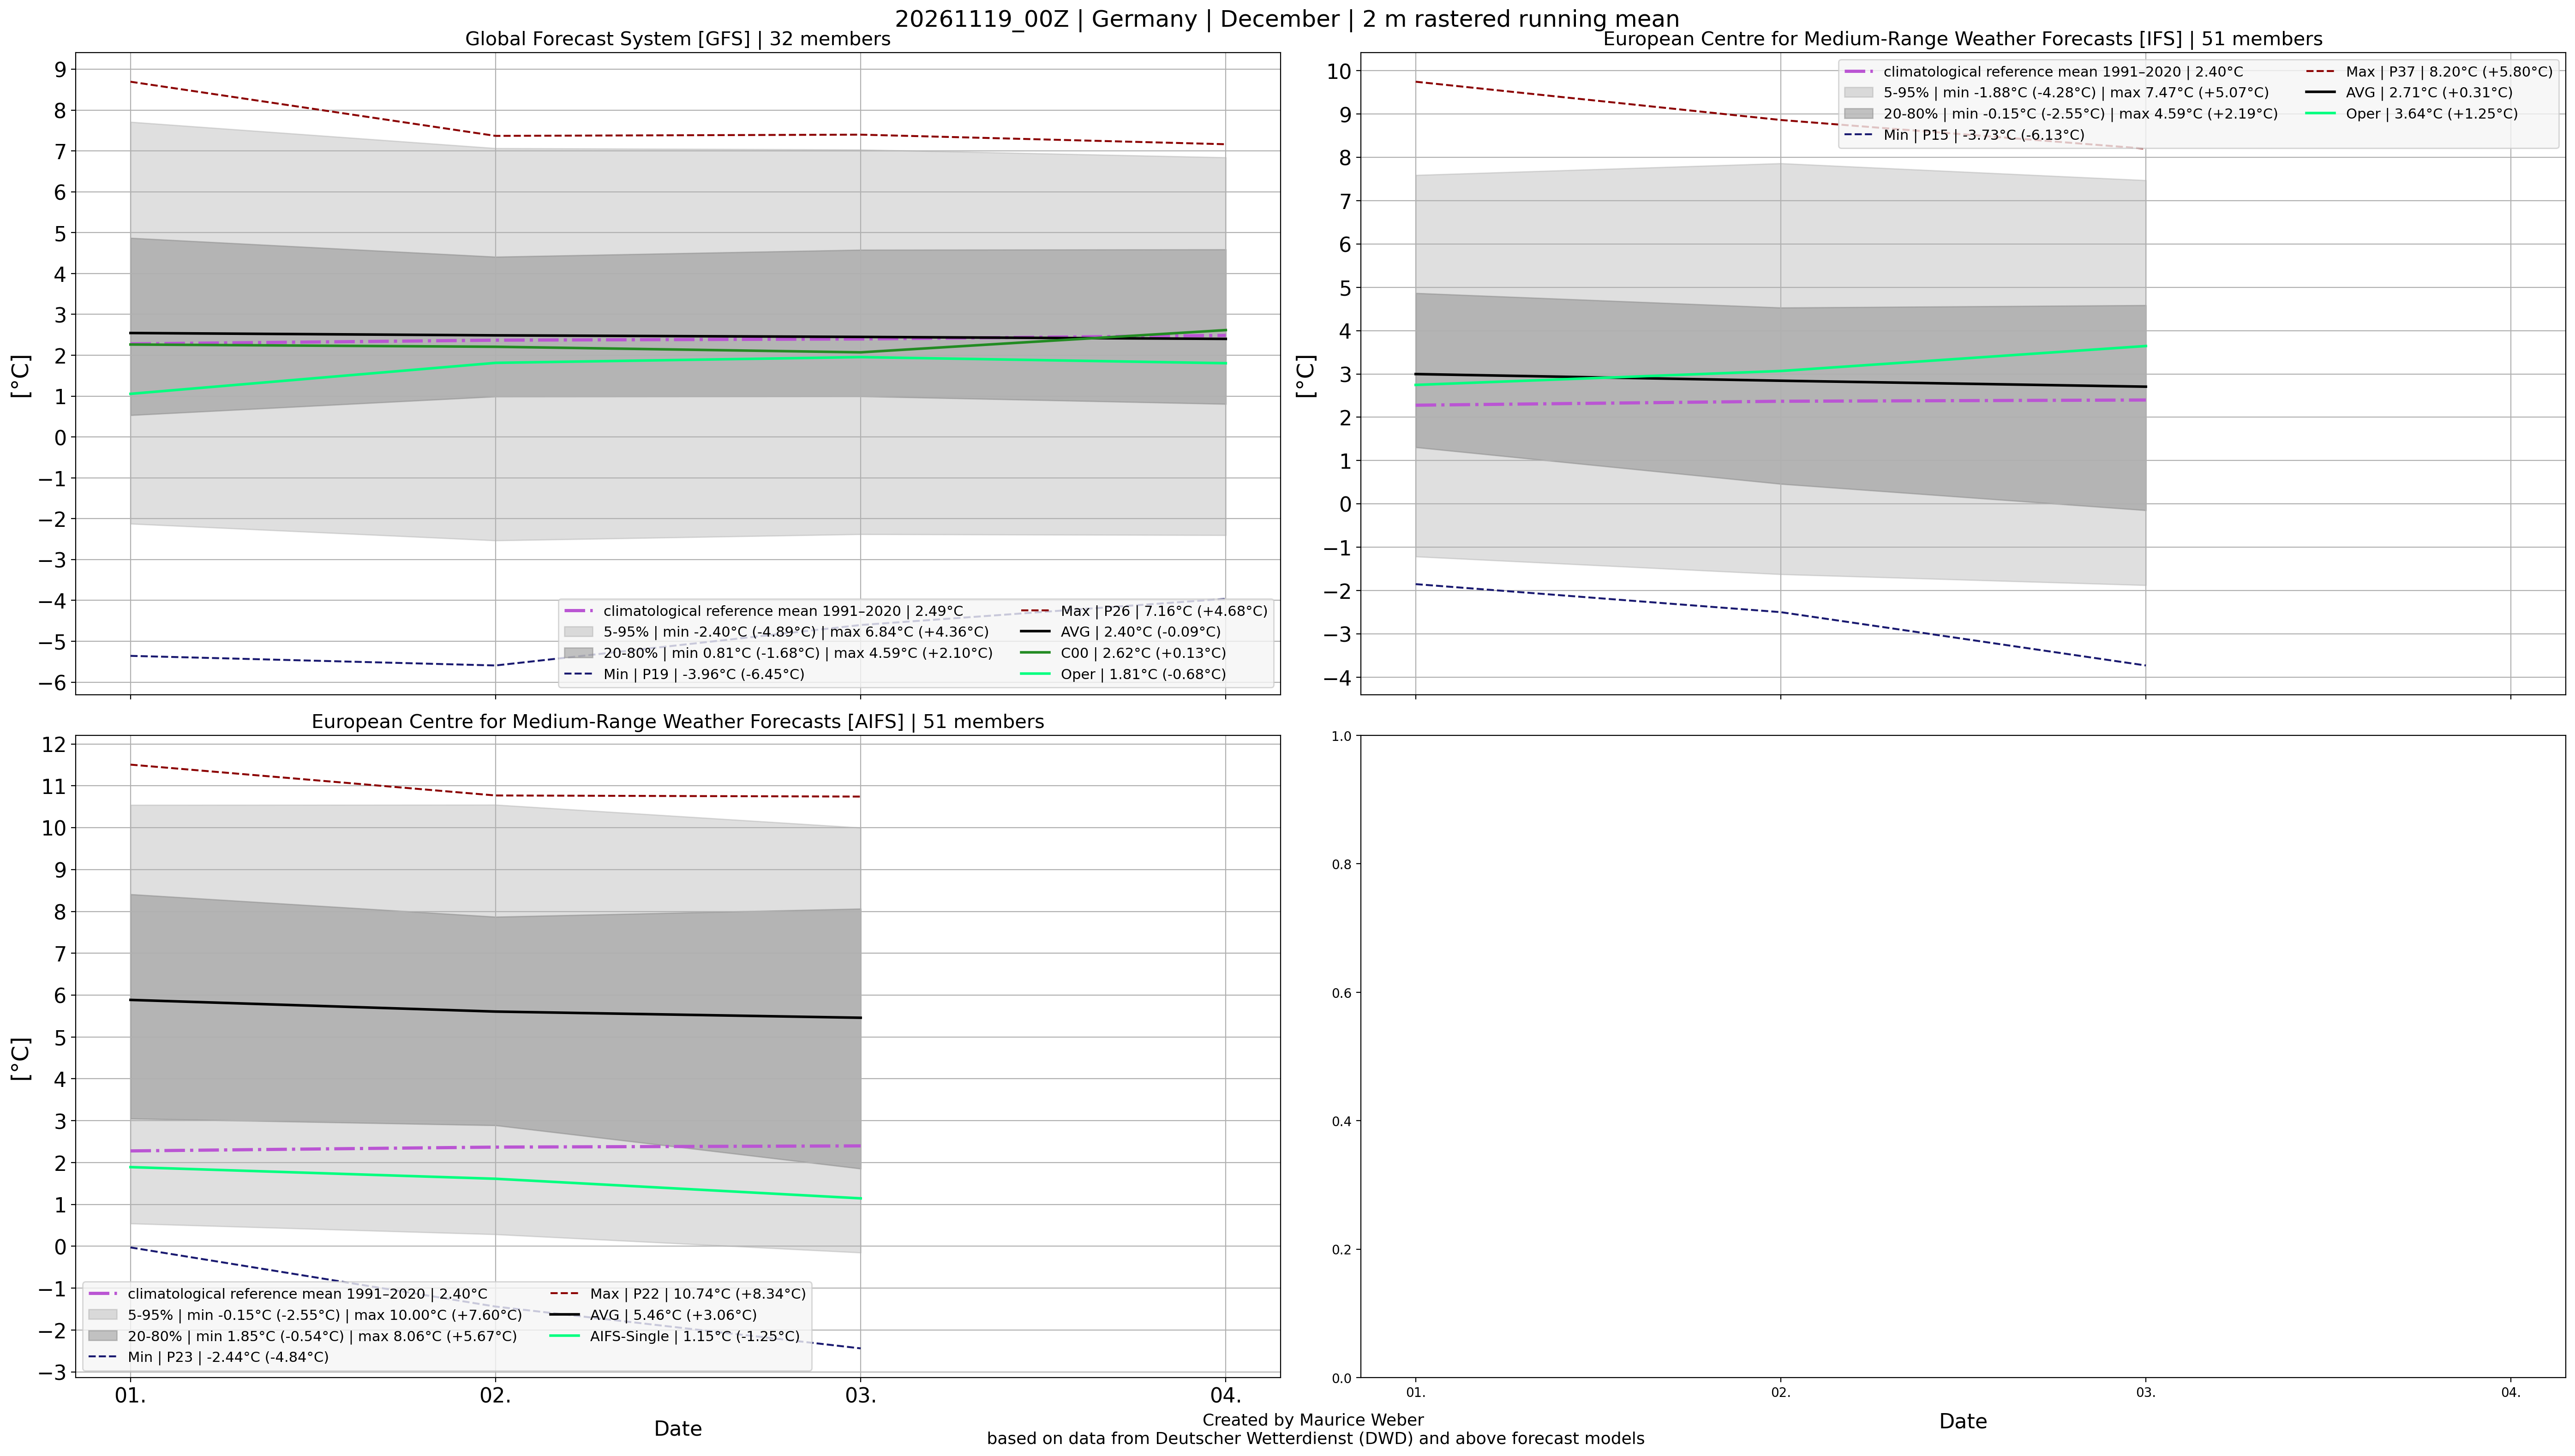 20261119_00Z | Germany | December | 2 m rastered running mean
Global Forecast System [GFS] | 32 members
9
8
7
6
5
4
3
2
1
0
−1
−2
−3
−4
−5
−6
[°C]
climatological reference mean 1991–2020 | 2.49°C
5-95% | min -2.40°C (-4.89°C) | max 6.84°C (+4.36°C)
20-80% | min 0.81°C (-1.68°C) | max 4.59°C (+2.10°C)
Min | P19 | -3.96°C (-6.45°C)
Max | P26 | 7.16°C (+4.68°C)
AVG | 2.40°C (-0.09°C)
C00 | 2.62°C (+0.13°C)
Oper | 1.81°C (-0.68°C)
European Centre for Medium-Range Weather Forecasts [IFS] | 51 members
10
9
8
7
6
5
4
3
2
1
0
−1
−2
−3
−4
[°C]
climatological reference mean 1991–2020 | 2.40°C
5-95% | min -1.88°C (-4.28°C) | max 7.47°C (+5.07°C)
20-80% | min -0.15°C (-2.55°C) | max 4.59°C (+2.19°C)
Min | P15 | -3.73°C (-6.13°C)
Max | P37 | 8.20°C (+5.80°C)
AVG | 2.71°C (+0.31°C)
Oper | 3.64°C (+1.25°C)
European Centre for Medium-Range Weather Forecasts [AIFS] | 51 members
12
11
10
9
8
7
6
5
4
3
2
1
0
−1
−2
−3
[°C]
climatological reference mean 1991–2020 | 2.40°C
5-95% | min -0.15°C (-2.55°C) | max 10.00°C (+7.60°C)
20-80% | min 1.85°C (-0.54°C) | max 8.06°C (+5.67°C)
Min | P23 | -2.44°C (-4.84°C)
Max | P22 | 10.74°C (+8.34°C)
AVG | 5.46°C (+3.06°C)
AIFS-Single | 1.15°C (-1.25°C)
01. 02. 03. 04.
Date
1.0
0.8
0.6
0.4
0.2
0.0
01. 02. 03. 04.
Date
Created by Maurice Weber
based on data from Deutscher Wetterdienst (DWD) and above forecast models